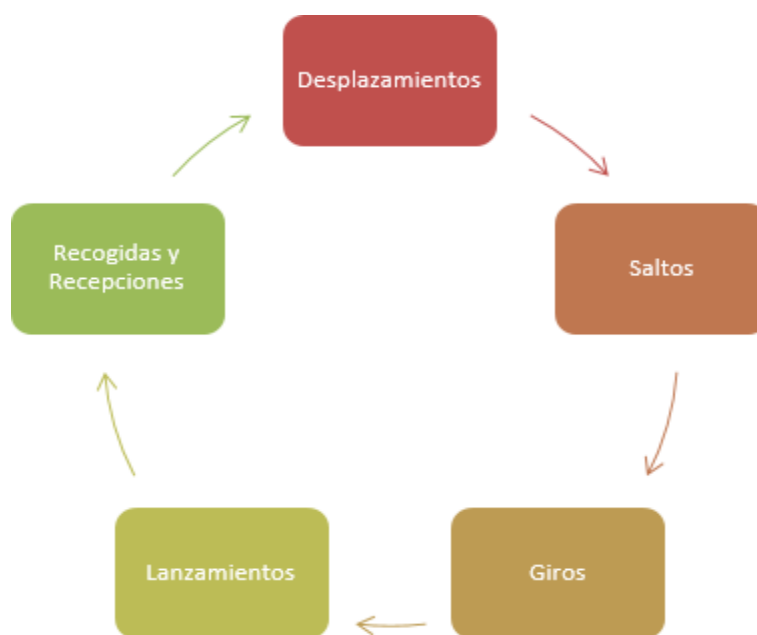 Desplazamientos
Saltos
Giros
Lanzamientos
Recogidas y
Recepciones